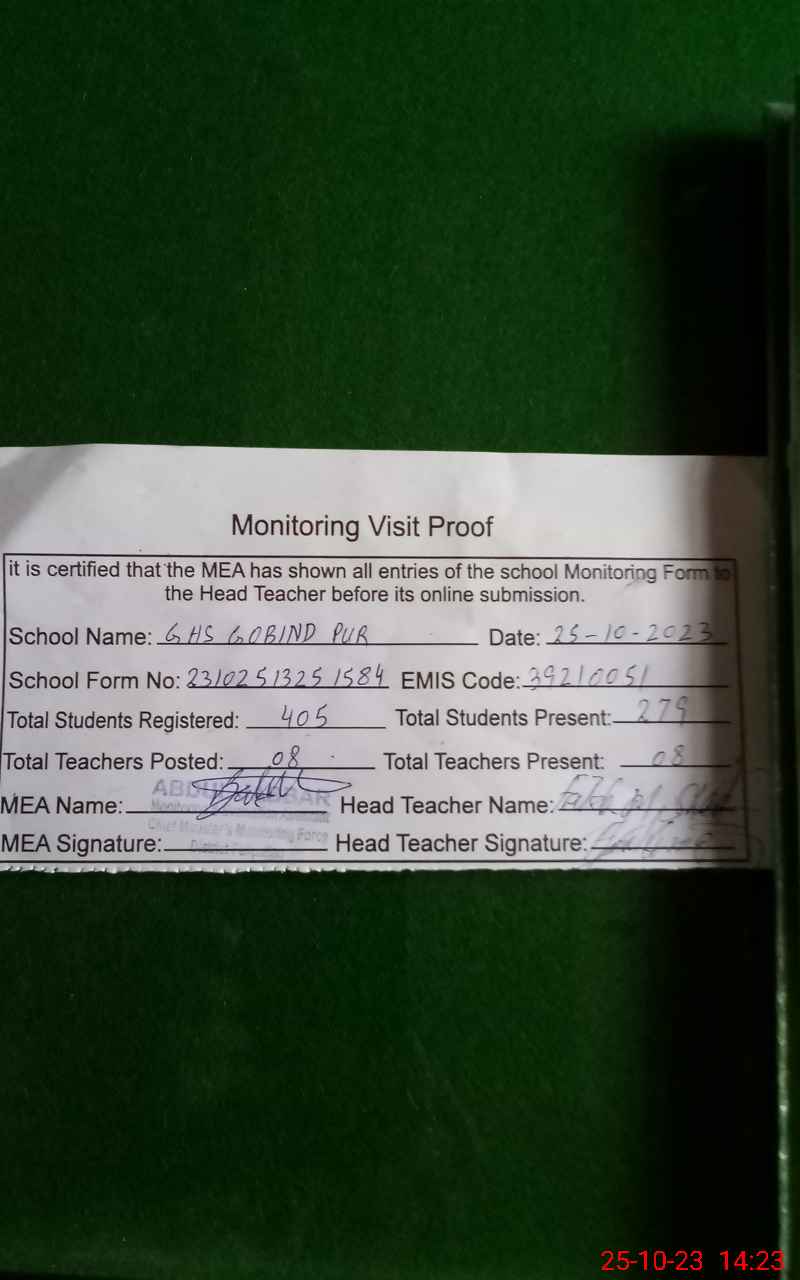 Monitoring Visit Proof
it is certified that the MEA has shown all entries of the school Monitoring Form to
the Head Teacher before its online submission.
School Name: GHS GOBIND PUR Date: 25-10-2023
School Form No: 23102513251584 EMIS Code: 39210051
Total Students Registered: 405 Total Students Present: 279
Total Teachers Posted: 08 Total Teachers Present: 08
MEA Name: Head Teacher Name:
Chief Minister's Monitoring Force
MEA Signature: Head Teacher Signature:
25-10-23 14:23